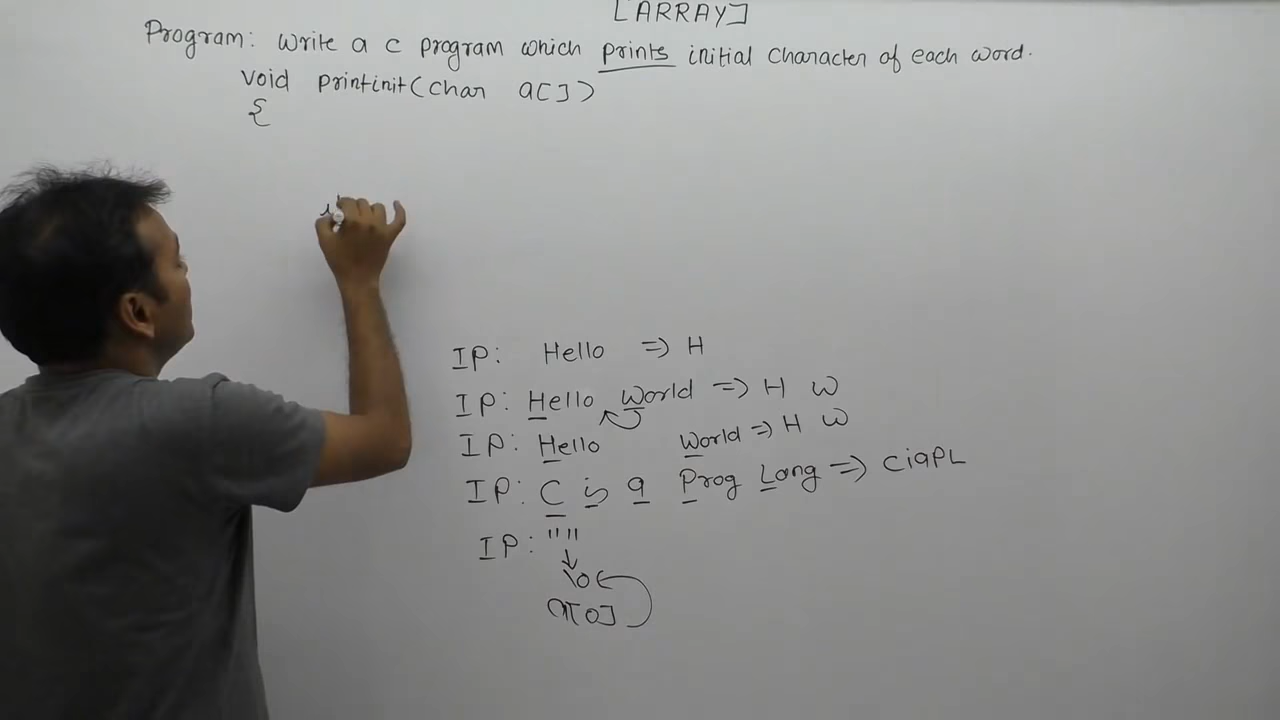 [ARRAY]
Program: Write a c program which prints initial character of each word.
void printinit(char a[])
{
IP: Hello => H
IP: Hello World => H W
IP: Hello World => H W
IP: C is a Prog Lang => CiaPL
IP: ""
\0
a[0]